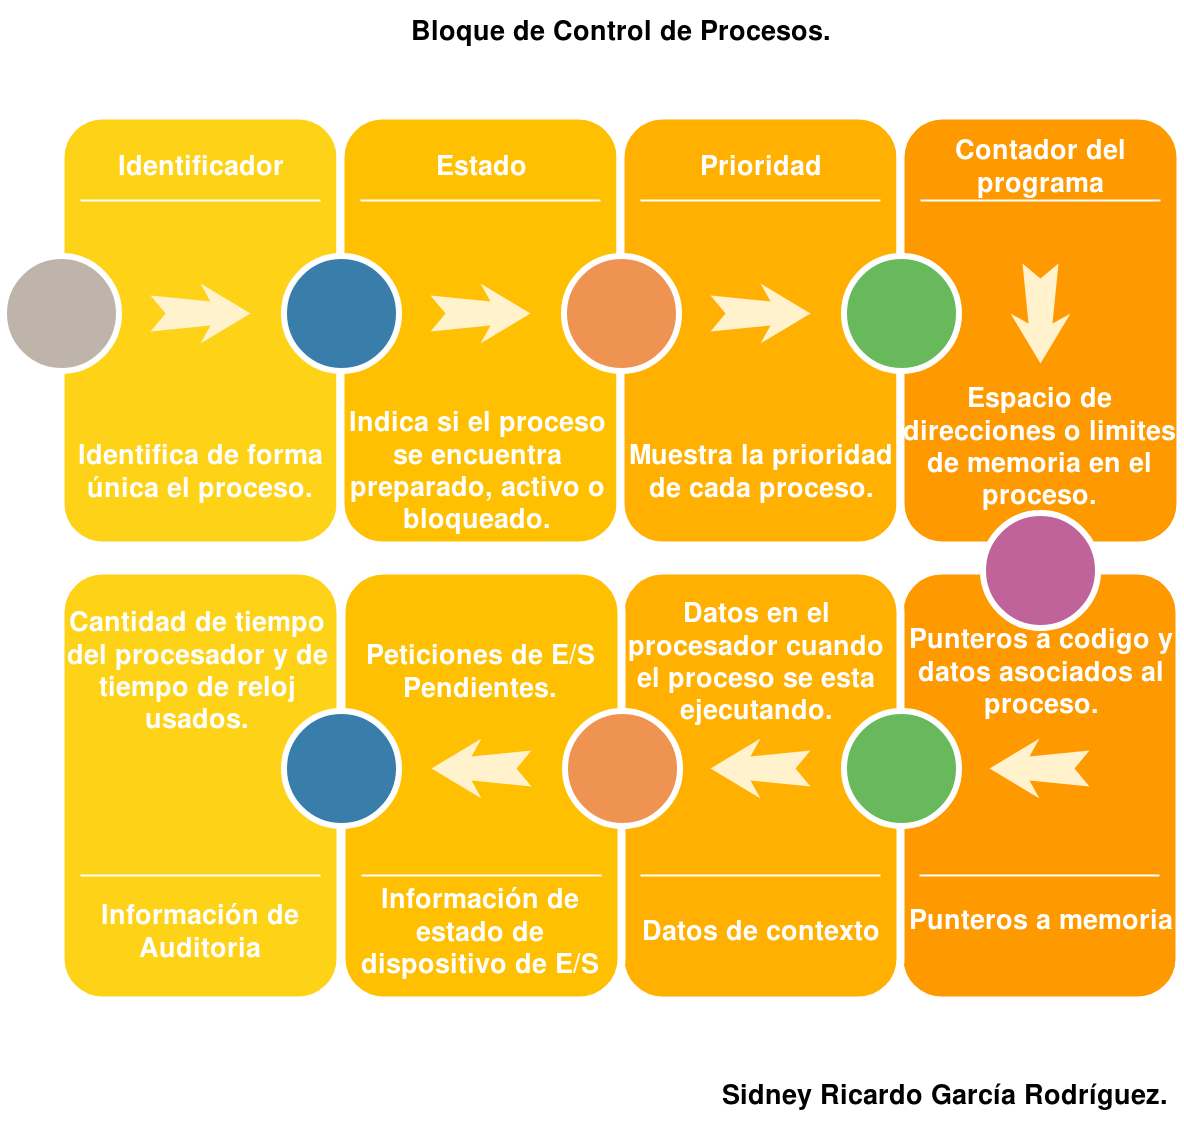 Bloque de Control de Procesos.
Identificador
Identifica de forma
única el proceso.
Estado
Indica si el proceso
se encuentra
preparado, activo o
bloqueado.
Prioridad
Muestra la prioridad
de cada proceso.
Contador del
programa
Espacio de
direcciones o limites
de memoria en el
proceso.
Punteros a codigo y
datos asociados al
proceso.
Punteros a memoria
Datos en el
procesador cuando
el proceso se esta
ejecutando.
Datos de contexto
Peticiones de E/S
Pendientes.
Información de
estado de
dispositivo de E/S
Cantidad de tiempo
del procesador y de
tiempo de reloj
usados.
Información de
Auditoria
Sidney Ricardo García Rodríguez.